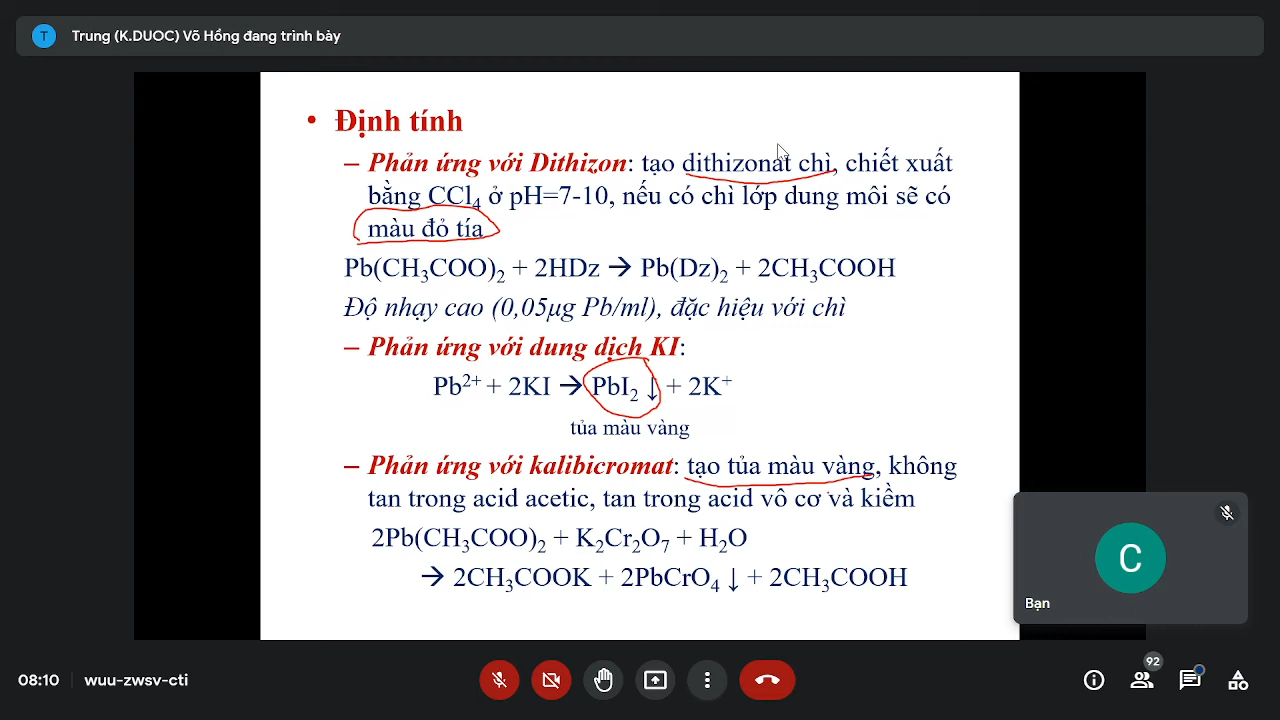 T Trung (K.DUOC) Võ Hồng đang trình bày
• Định tính
– Phản ứng với Dithizon: tạo dithizonat chì, chiết xuất
bằng CCl₄ ở pH=7-10, nếu có chì lớp dung môi sẽ có
màu đỏ tía
Pb(CH₃COO)₂ + 2HDz → Pb(Dz)₂ + 2CH₃COOH
Độ nhạy cao (0,05µg Pb/ml), đặc hiệu với chì
– Phản ứng với dung dịch KI:
Pb²⁺ + 2KI → PbI₂ ↓ + 2K⁺
tủa màu vàng
– Phản ứng với kalibicromat: tạo tủa màu vàng, không
tan trong acid acetic, tan trong acid vô cơ và kiềm
2Pb(CH₃COO)₂ + K₂Cr₂O₇ + H₂O
→ 2CH₃COOK + 2PbCrO₄ ↓ + 2CH₃COOH
C
Bạn
08:10 | wuu-zwsv-cti
92